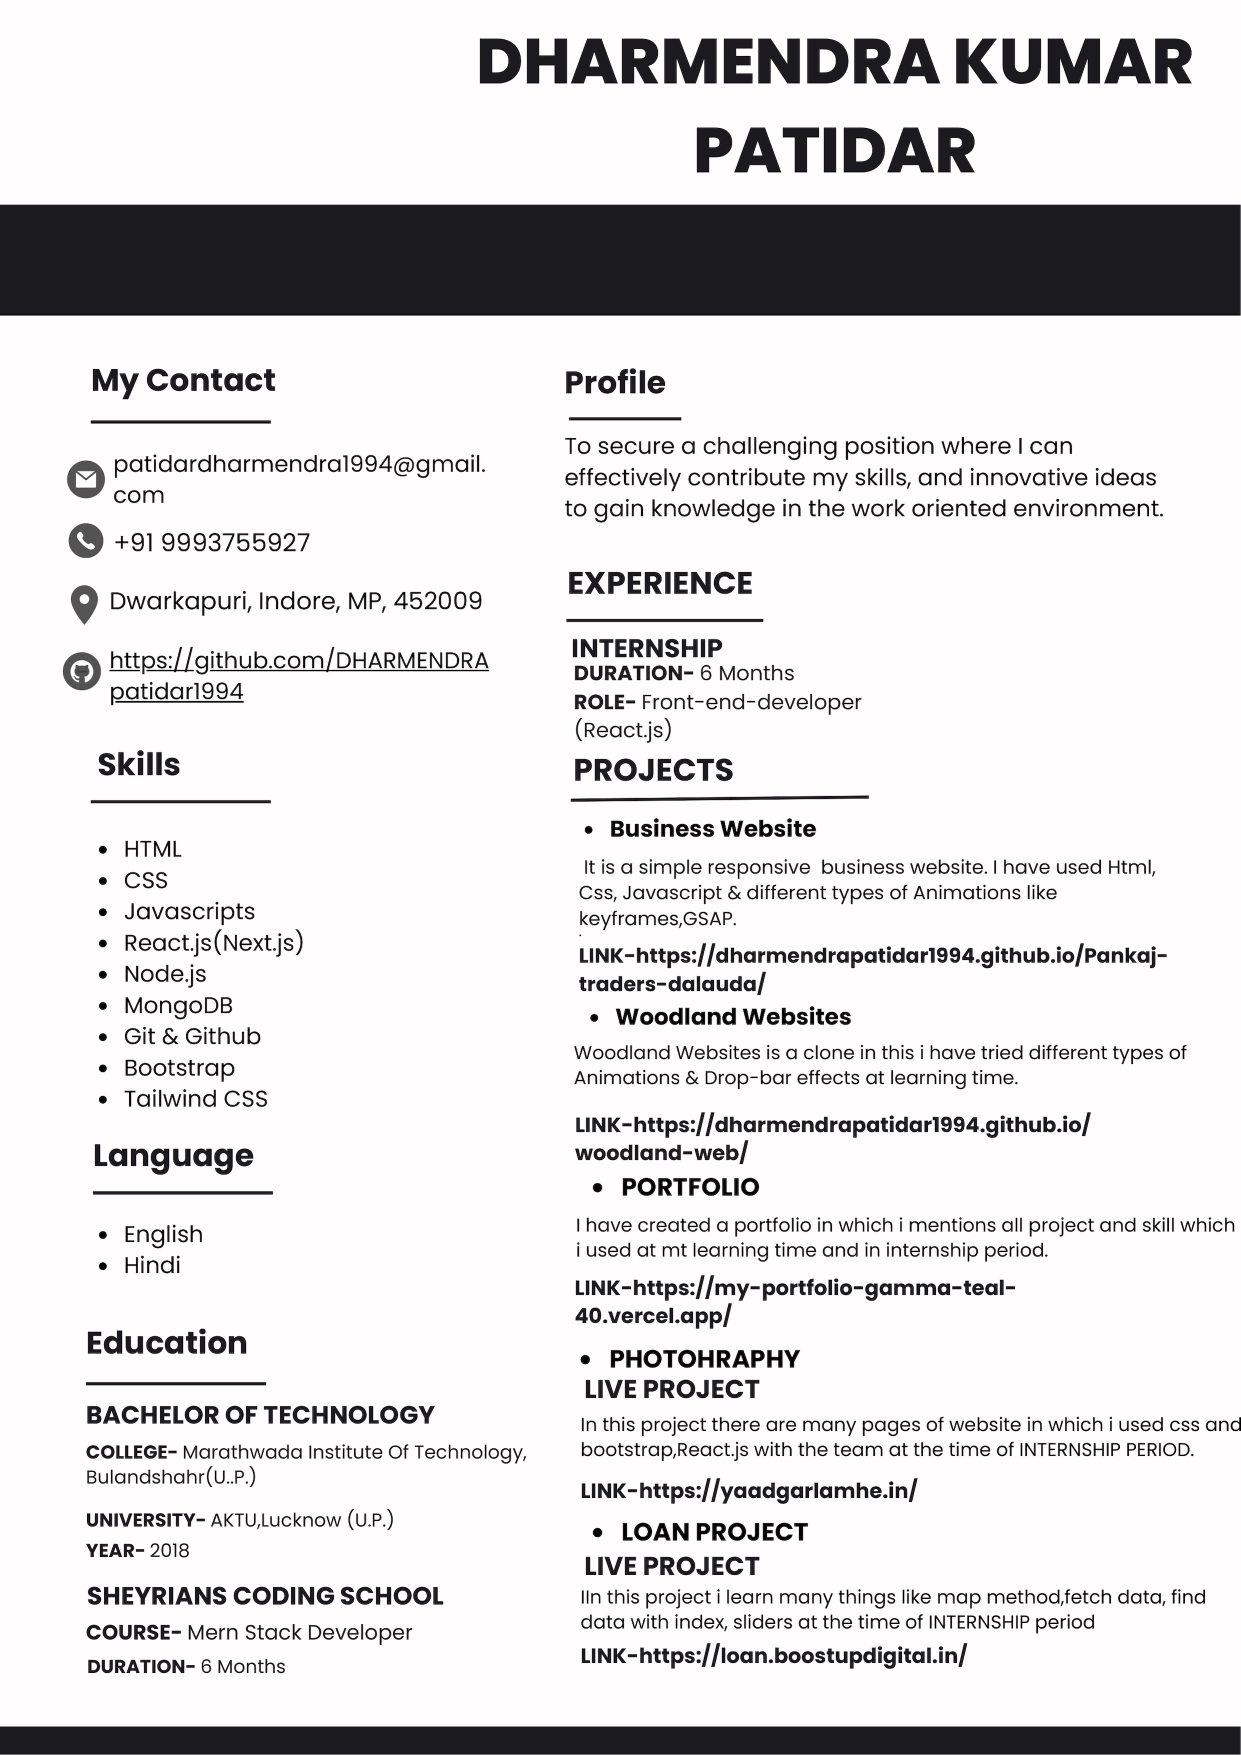 DHARMENDRA KUMAR
PATIDAR
My Contact
patidardharmendra1994@gmail.
com
+91 9993755927
Dwarkapuri, Indore, MP, 452009
https://github.com/DHARMENDRA
patidar1994
Skills
• HTML
• CSS
• Javascripts
• React.js(Next.js)
• Node.js
• MongoDB
• Git & Github
• Bootstrap
• Tailwind CSS
Language
• English
• Hindi
Education
BACHELOR OF TECHNOLOGY
COLLEGE- Marathwada Institute Of Technology,
Bulandshahr(U..P.)
UNIVERSITY- AKTU,Lucknow (U.P.)
YEAR- 2018
SHEYRIANS CODING SCHOOL
COURSE- Mern Stack Developer
DURATION- 6 Months
Profile
To secure a challenging position where I can
effectively contribute my skills, and innovative ideas
to gain knowledge in the work oriented environment.
EXPERIENCE
INTERNSHIP
DURATION- 6 Months
ROLE- Front-end-developer
(React.js)
PROJECTS
• Business Website
It is a simple responsive  business website. I have used Html,
Css, Javascript & different types of Animations like
keyframes,GSAP.
.
LINK-https://dharmendrapatidar1994.github.io/Pankaj-
traders-dalauda/
• Woodland Websites
Woodland Websites is a clone in this i have tried different types of
Animations & Drop-bar effects at learning time.
LINK-https://dharmendrapatidar1994.github.io/
woodland-web/
• PORTFOLIO
I have created a portfolio in which i mentions all project and skill which
i used at mt learning time and in internship period.
LINK-https://my-portfolio-gamma-teal-
40.vercel.app/
• PHOTOHRAPHY
LIVE PROJECT
In this project there are many pages of website in which i used css and
bootstrap,React.js with the team at the time of INTERNSHIP PERIOD.
LINK-https://yaadgarlamhe.in/
• LOAN PROJECT
LIVE PROJECT
IIn this project i learn many things like map method,fetch data, find
data with index, sliders at the time of INTERNSHIP period
LINK-https://loan.boostupdigital.in/